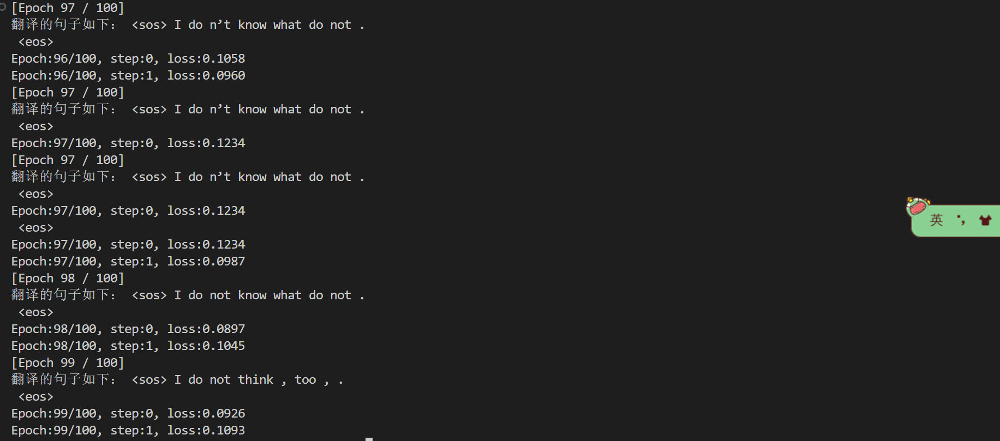 [Epoch 97 / 100]
翻译的句子如下： <sos> I do n’t know what do not .
<eos>
Epoch:96/100, step:0, loss:0.1058
Epoch:96/100, step:1, loss:0.0960
[Epoch 97 / 100]
翻译的句子如下： <sos> I do n’t know what do not .
<eos>
Epoch:97/100, step:0, loss:0.1234
[Epoch 97 / 100]
翻译的句子如下： <sos> I do n’t know what do not .
<eos>
Epoch:97/100, step:0, loss:0.1234
<eos>
Epoch:97/100, step:0, loss:0.1234
Epoch:97/100, step:1, loss:0.0987
[Epoch 98 / 100]
翻译的句子如下： <sos> I do not know what do not .
<eos>
Epoch:98/100, step:0, loss:0.0897
Epoch:98/100, step:1, loss:0.1045
[Epoch 99 / 100]
翻译的句子如下： <sos> I do not think , too , .
<eos>
Epoch:99/100, step:0, loss:0.0926
Epoch:99/100, step:1, loss:0.1093
英